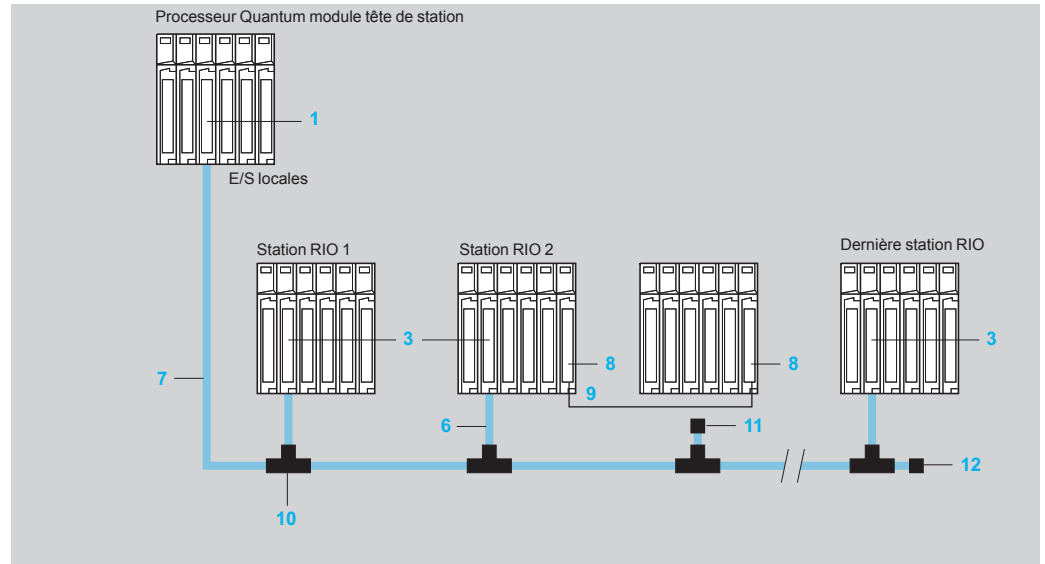 Processeur Quantum module tête de station
1
E/S locales
Station RIO 1
Station RIO 2
Dernière station RIO
3
3
8
8
7
9
6
11
12
10